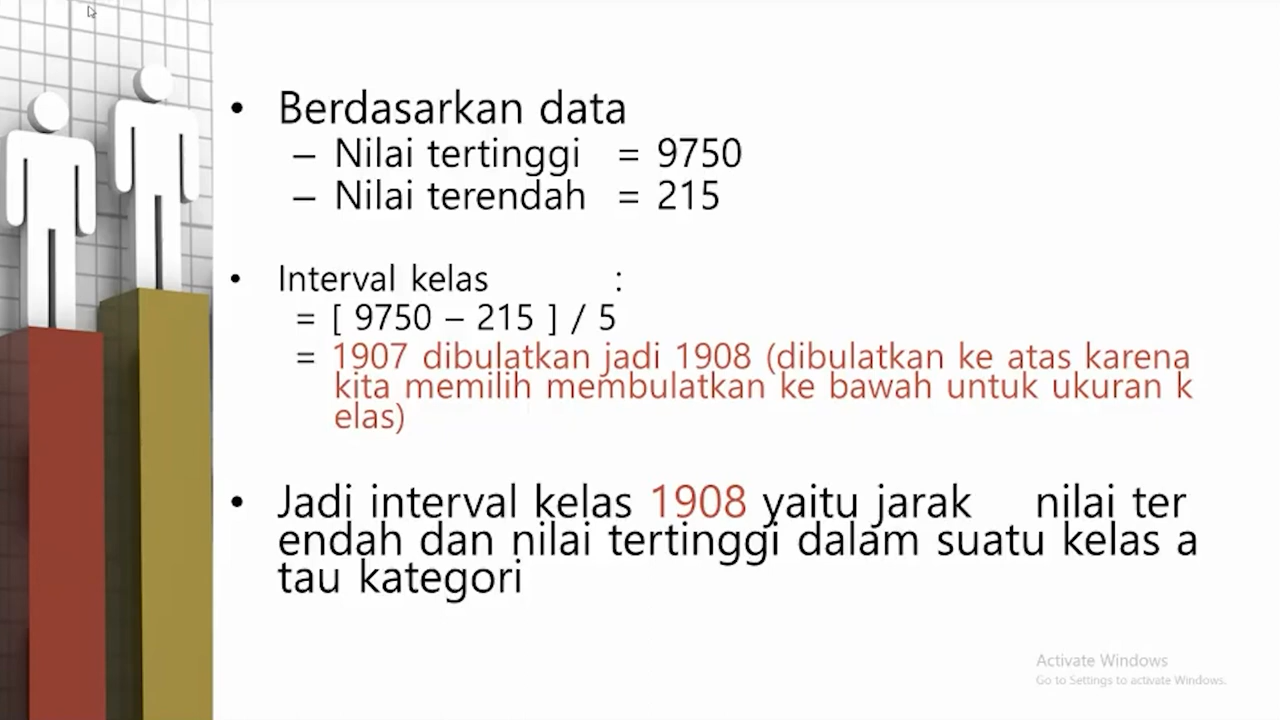 • Berdasarkan data
– Nilai tertinggi = 9750
– Nilai terendah = 215
• Interval kelas :
= [ 9750 – 215 ] / 5
= 1907 dibulatkan jadi 1908 (dibulatkan ke atas karena
kita memilih membulatkan ke bawah untuk ukuran k
elas)
• Jadi interval kelas 1908 yaitu jarak nilai ter
endah dan nilai tertinggi dalam suatu kelas a
tau kategori
Activate Windows
Go to Settings to activate Windows.